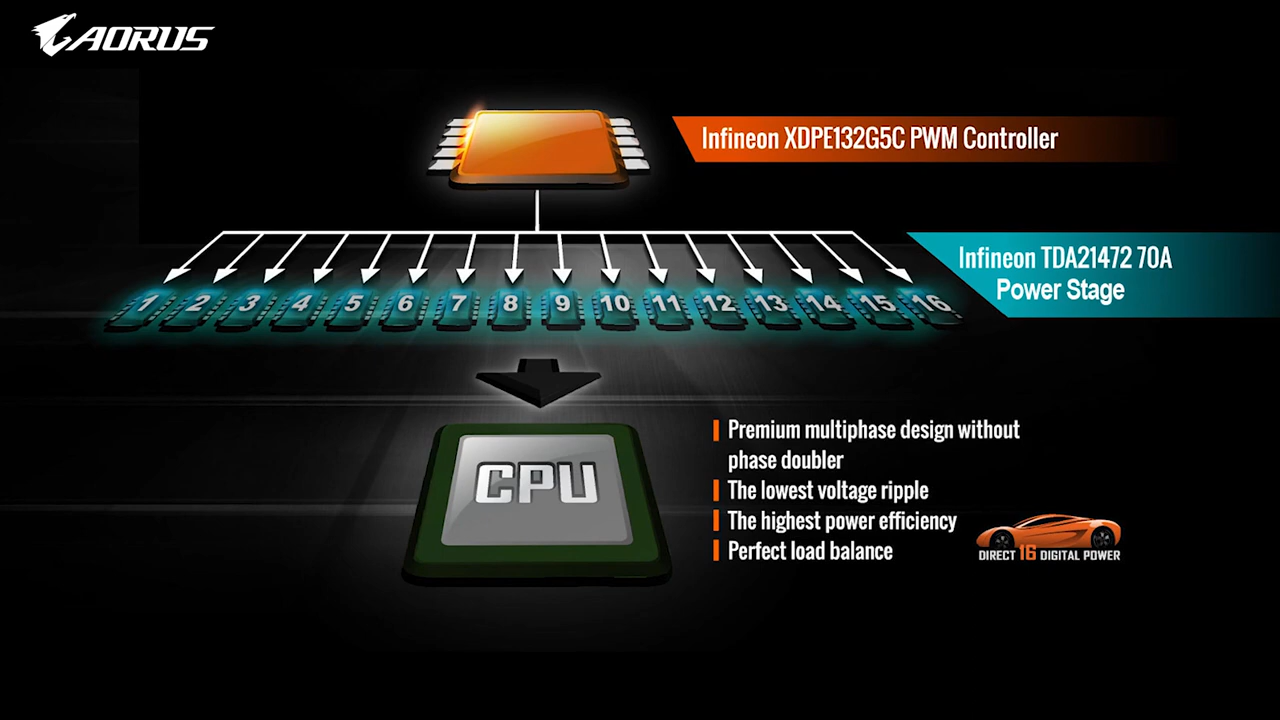 AORUS
Infineon XDPE132G5C PWM Controller
Infineon TDA21472 70A
Power Stage
1 2 3 4 5 6 7 8 9 10 11 12 13 14 15 16
CPU
Premium multiphase design without
phase doubler
The lowest voltage ripple
The highest power efficiency
Perfect load balance
DIRECT 16 DIGITAL POWER